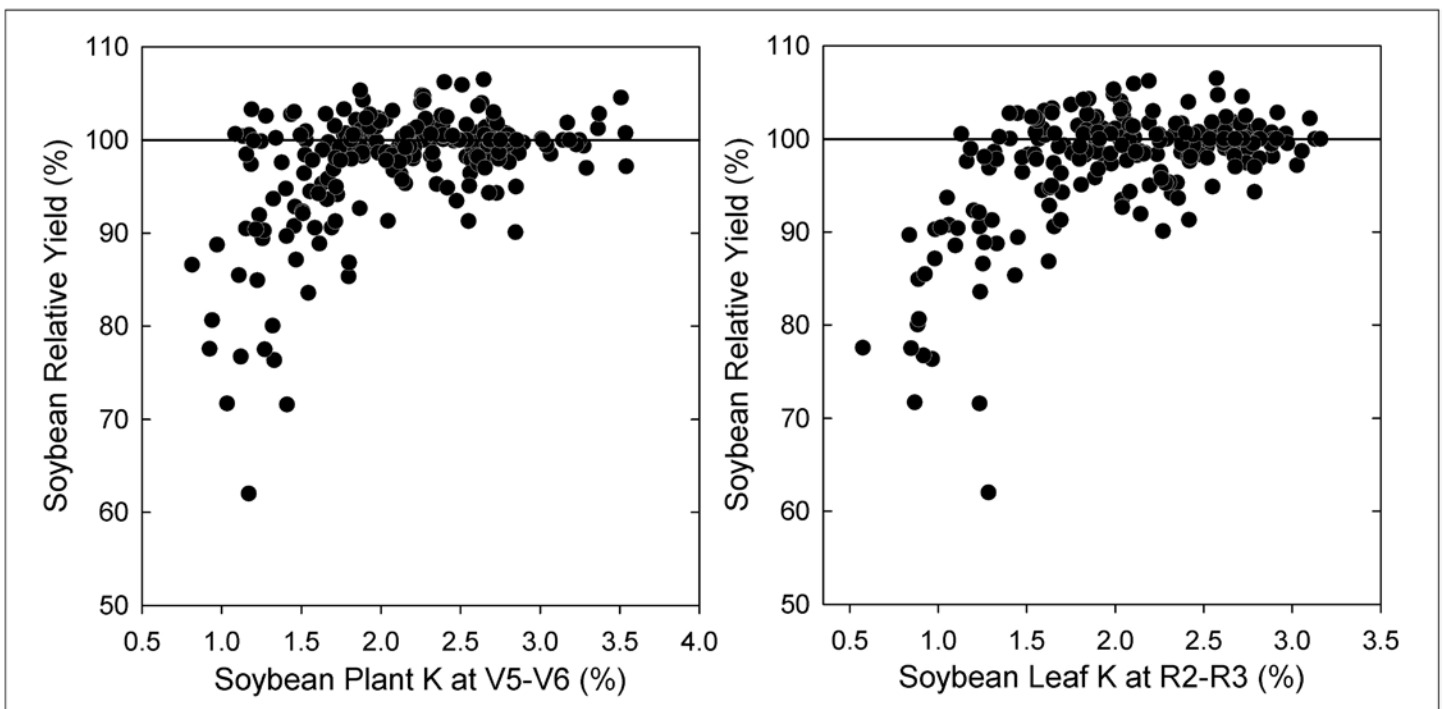 Soybean Relative Yield (%)
110
100
90
80
70
60
50
0.5 1.0 1.5 2.0 2.5 3.0 3.5 4.0
Soybean Plant K at V5-V6 (%)
Soybean Relative Yield (%)
110
100
90
80
70
60
50
0.5 1.0 1.5 2.0 2.5 3.0 3.5
Soybean Leaf K at R2-R3 (%)